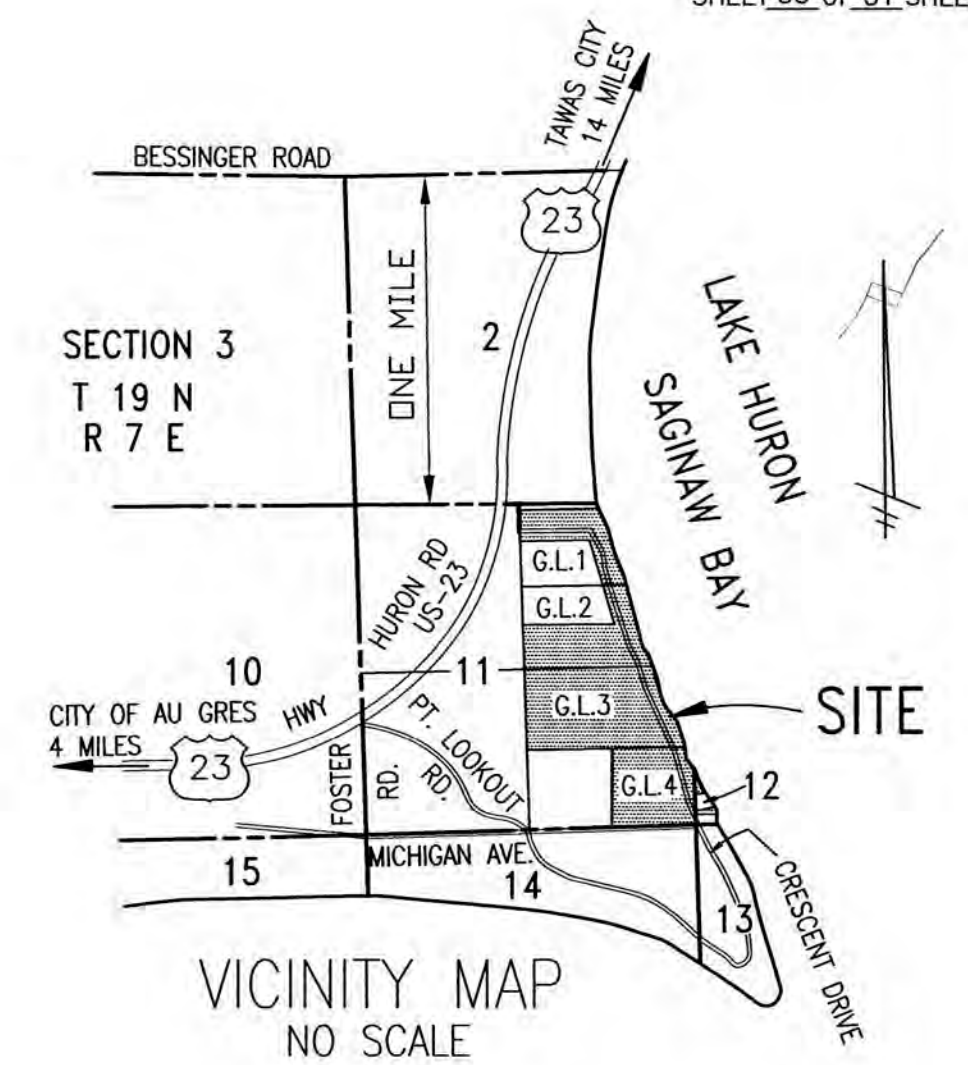 TAWAS CITY
14 MILES
BESSINGER ROAD
23
ONE MILE
2
SECTION 3
T 19 N
R 7 E
LAKE HURON
SAGINAW BAY
G.L.1
HURON RD
US-23
G.L.2
10
11
CITY OF AU GRES
4 MILES
HWY
PT. LOOKOUT
RD.
G.L.3
SITE
23
FOSTER
RD.
G.L.4
12
MICHIGAN AVE.
15
14
13
CRESCENT DRIVE
VICINITY MAP
NO SCALE